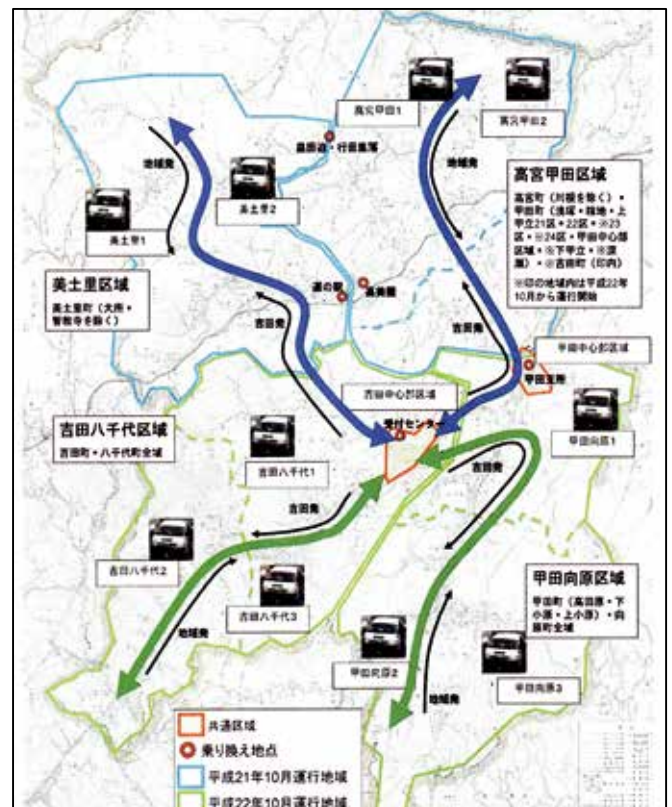 高宮甲田1
高宮甲田2
地域発
地域発
美土里2
美土里1
高宮甲田区域
高宮町（川根を除く）・
甲田町（
21区・22区・※23
区・※24区・甲田中心部
区域・※下甲立・※深
瀬）・※吉田町（印内）
※印の地域内は平成22年
10月から運行開始
美土里区域
美土里町（
を除く）
道の駅
吉田発
吉田発
甲田中心部区域
甲田支所
吉田中心部区域
受付センター
甲田向原1
吉田八千代区域
吉田町・八千代町全域
吉田八千代1
吉田発
吉田発
吉田八千代2
吉田八千代3
地域発
甲田向原区域
甲田町（高田原・下
小原・上小原）・向
原町全域
甲田向原2
甲田向原3
地域発
共通区域
乗り換え地点
平成21年10月運行地域
平成22年10月運行地域